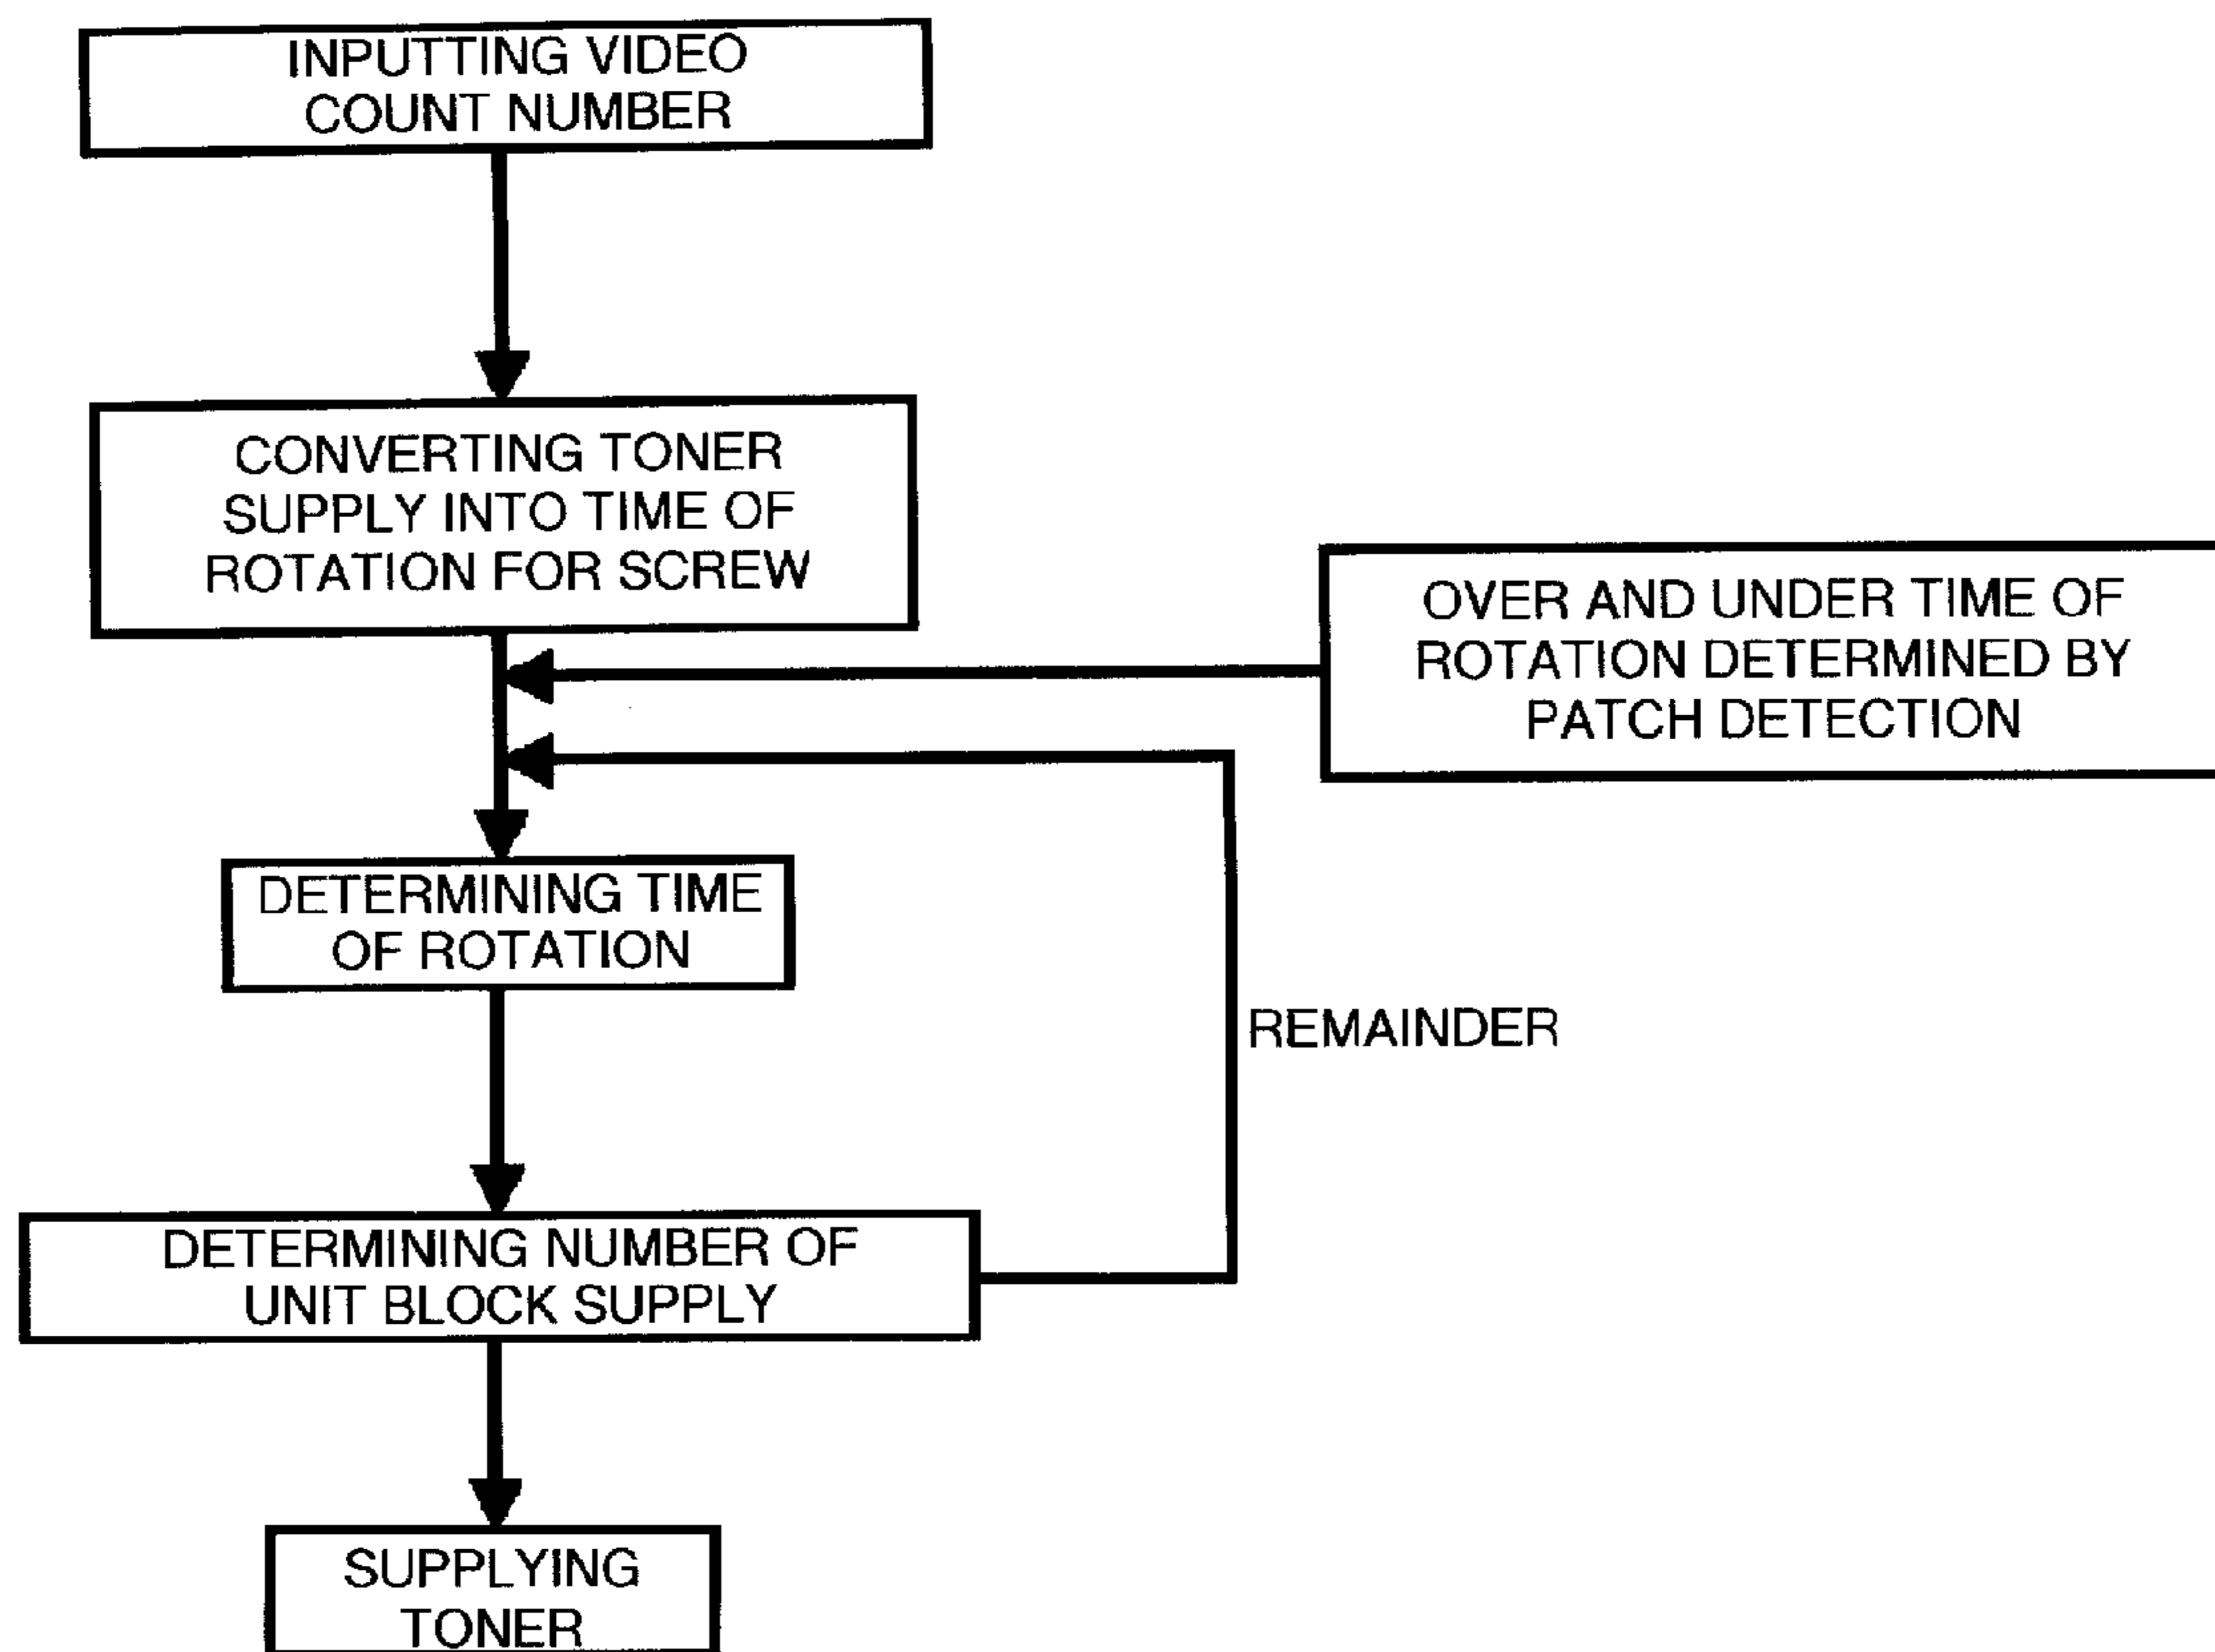 INPUTTING VIDEO
COUNT NUMBER
CONVERTING TONER
SUPPLY INTO TIME OF
ROTATION FOR SCREW
OVER AND UNDER TIME OF
ROTATION DETERMINED BY
PATCH DETECTION
DETERMINING TIME
OF ROTATION
REMAINDER
DETERMINING NUMBER OF
UNIT BLOCK SUPPLY
SUPPLYING
TONER